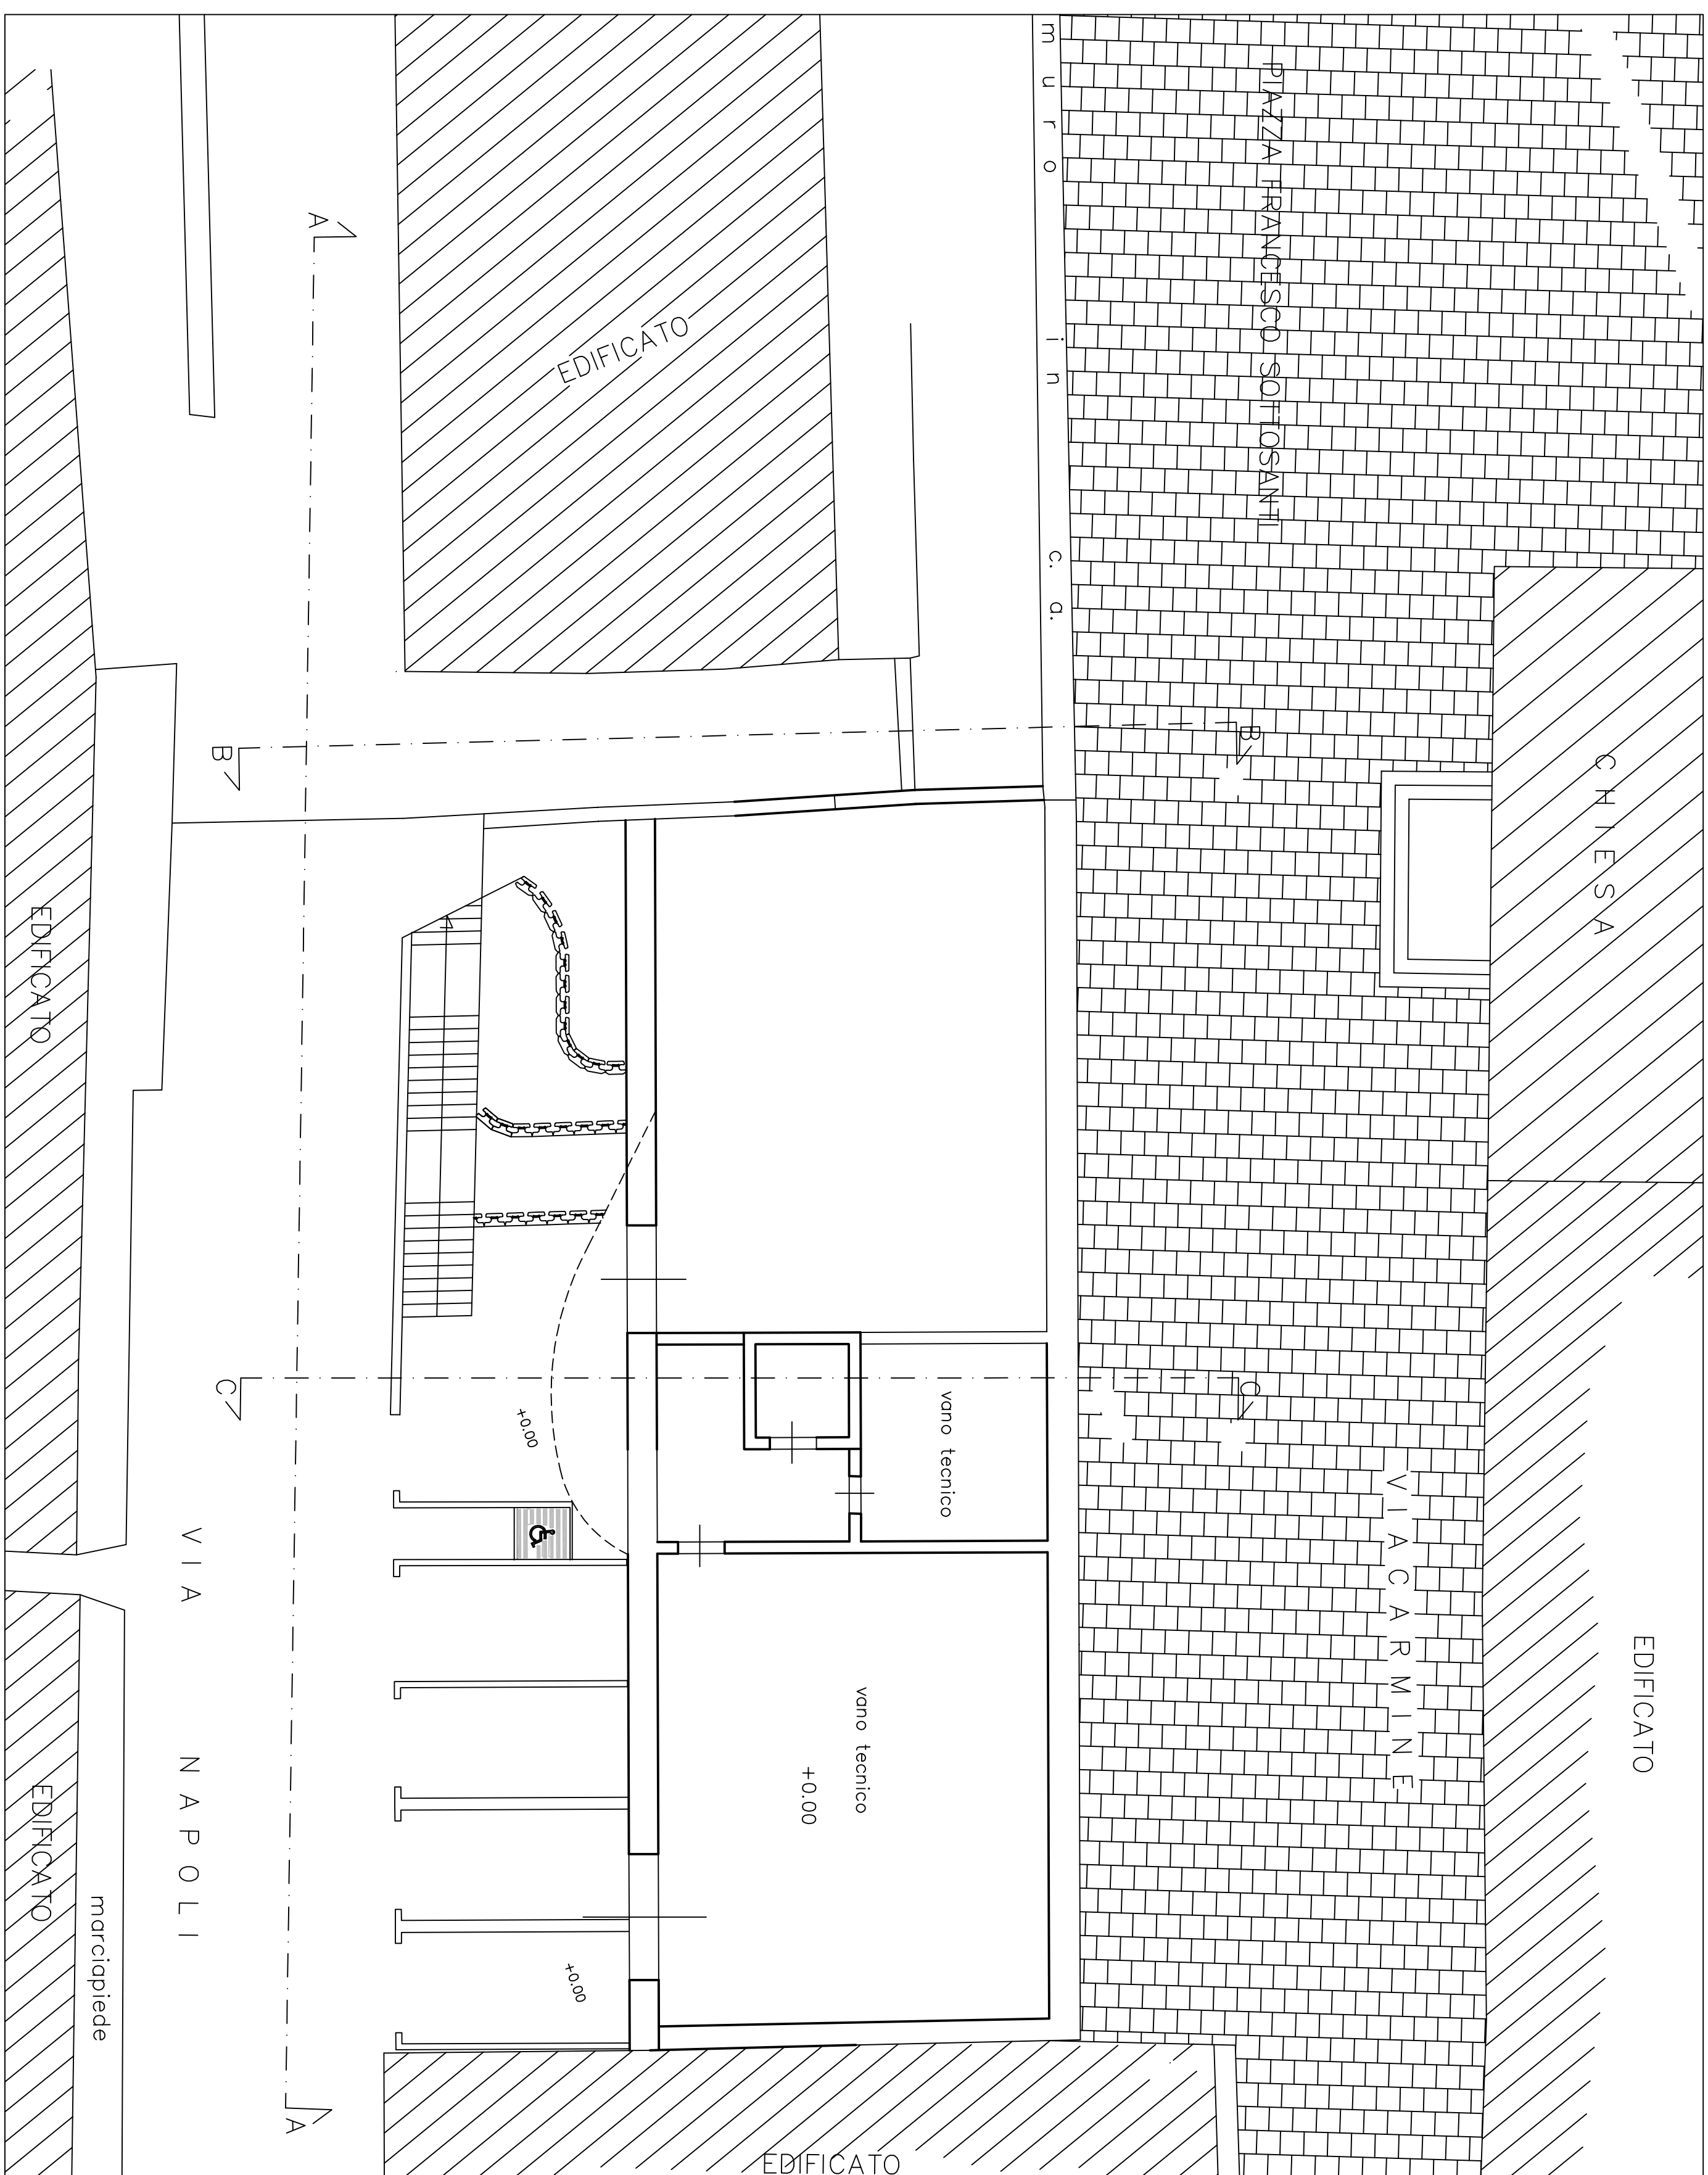 muro in c.a.
PIAZZA FRANCESCO SOTTOSANTI
CHIESA
EDIFICATO
A
B
B
EDIFICATO
C
C
vano tecnico
+0.00
VIA CARMINE
EDIFICATO
vano tecnico
+0.00
VIA NAPOLI
EDIFICATO
marciapiede
+0.00
A
EDIFICATO